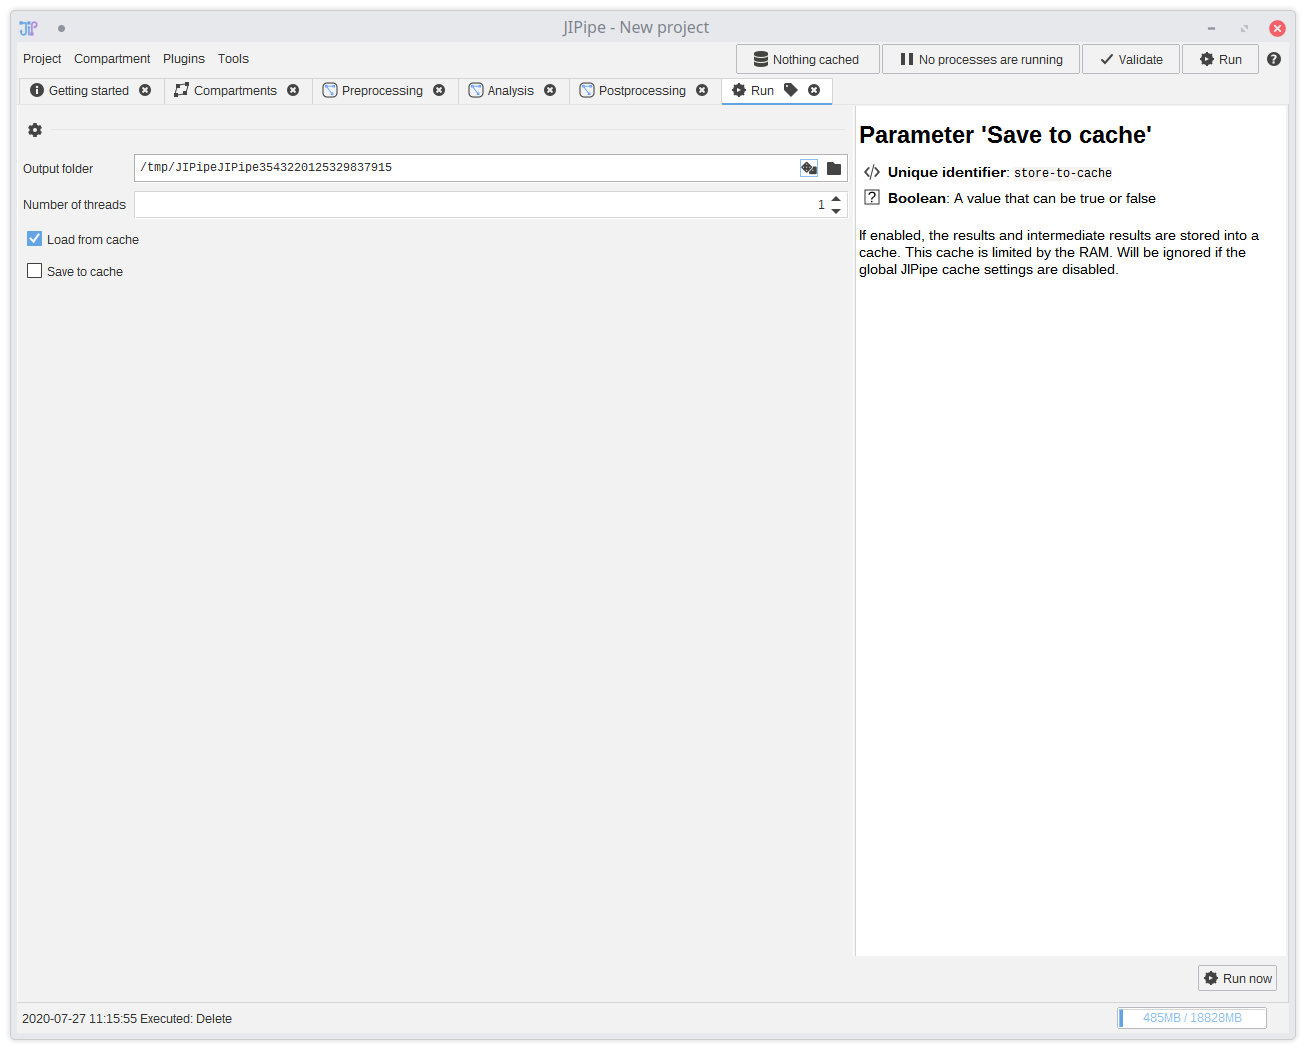 JIP
JIPipe - New project
Project Compartment Plugins Tools
Nothing cached
No processes are running
Validate
Run
Getting started
Compartments
Preprocessing
Analysis
Postprocessing
Run
Output folder
/tmp/JIPipeJIPipe3543220125329837915
Number of threads
1
Load from cache
Save to cache
Parameter 'Save to cache'
Unique identifier: store-to-cache
Boolean: A value that can be true or false
If enabled, the results and intermediate results are stored into a
cache. This cache is limited by the RAM. Will be ignored if the
global JIPipe cache settings are disabled.
Run now
2020-07-27 11:15:55 Executed: Delete
485MB / 18828MB